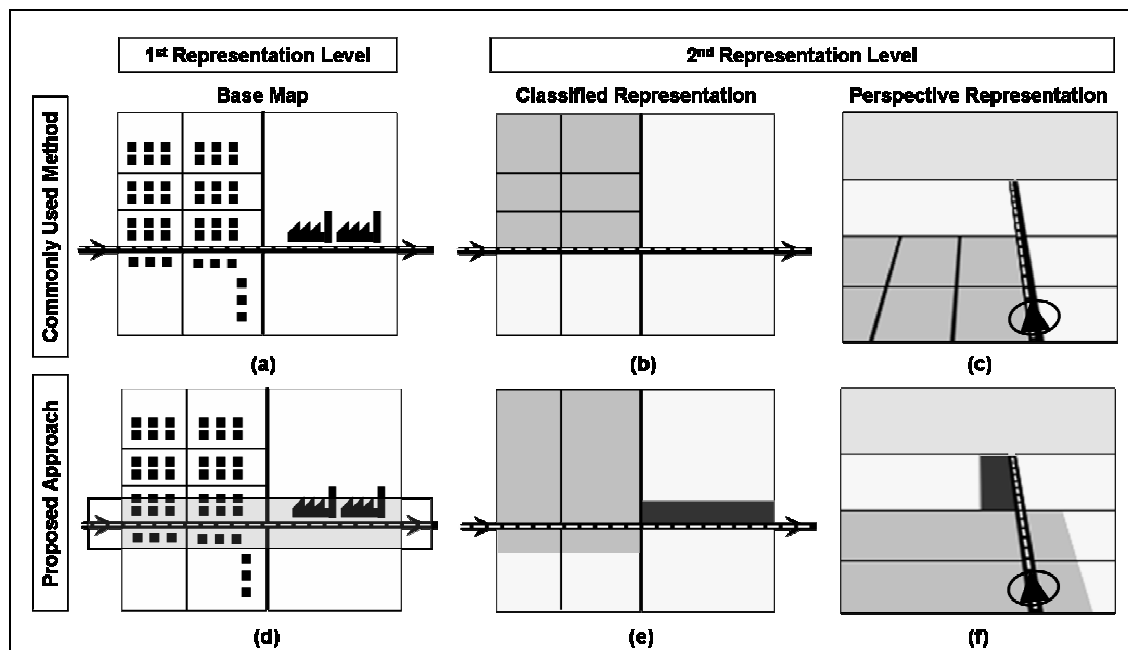 1st Representation Level
2nd Representation Level
Base Map
Classified Representation
Perspective Representation
Commonly Used Method
(a)
(b)
(c)
Proposed Approach
(d)
(e)
(f)